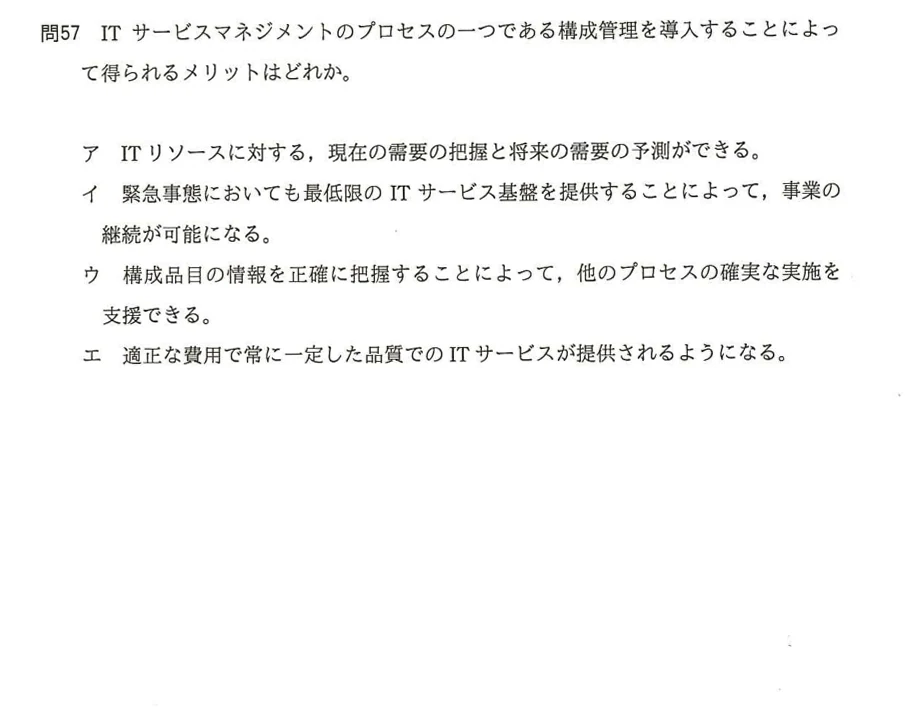 問57 IT サービスマネジメントのプロセスの一つである構成管理を導入することによっ
て得られるメリットはどれか。
ア IT リソースに対する，現在の需要の把握と将来の需要の予測ができる。
イ 緊急事態においても最低限の IT サービス基盤を提供することによって，事業の
継続が可能になる。
ウ 構成品目の情報を正確に把握することによって，他のプロセスの確実な実施を
支援できる。
エ 適正な費用で常に一定した品質での IT サービスが提供されるようになる。